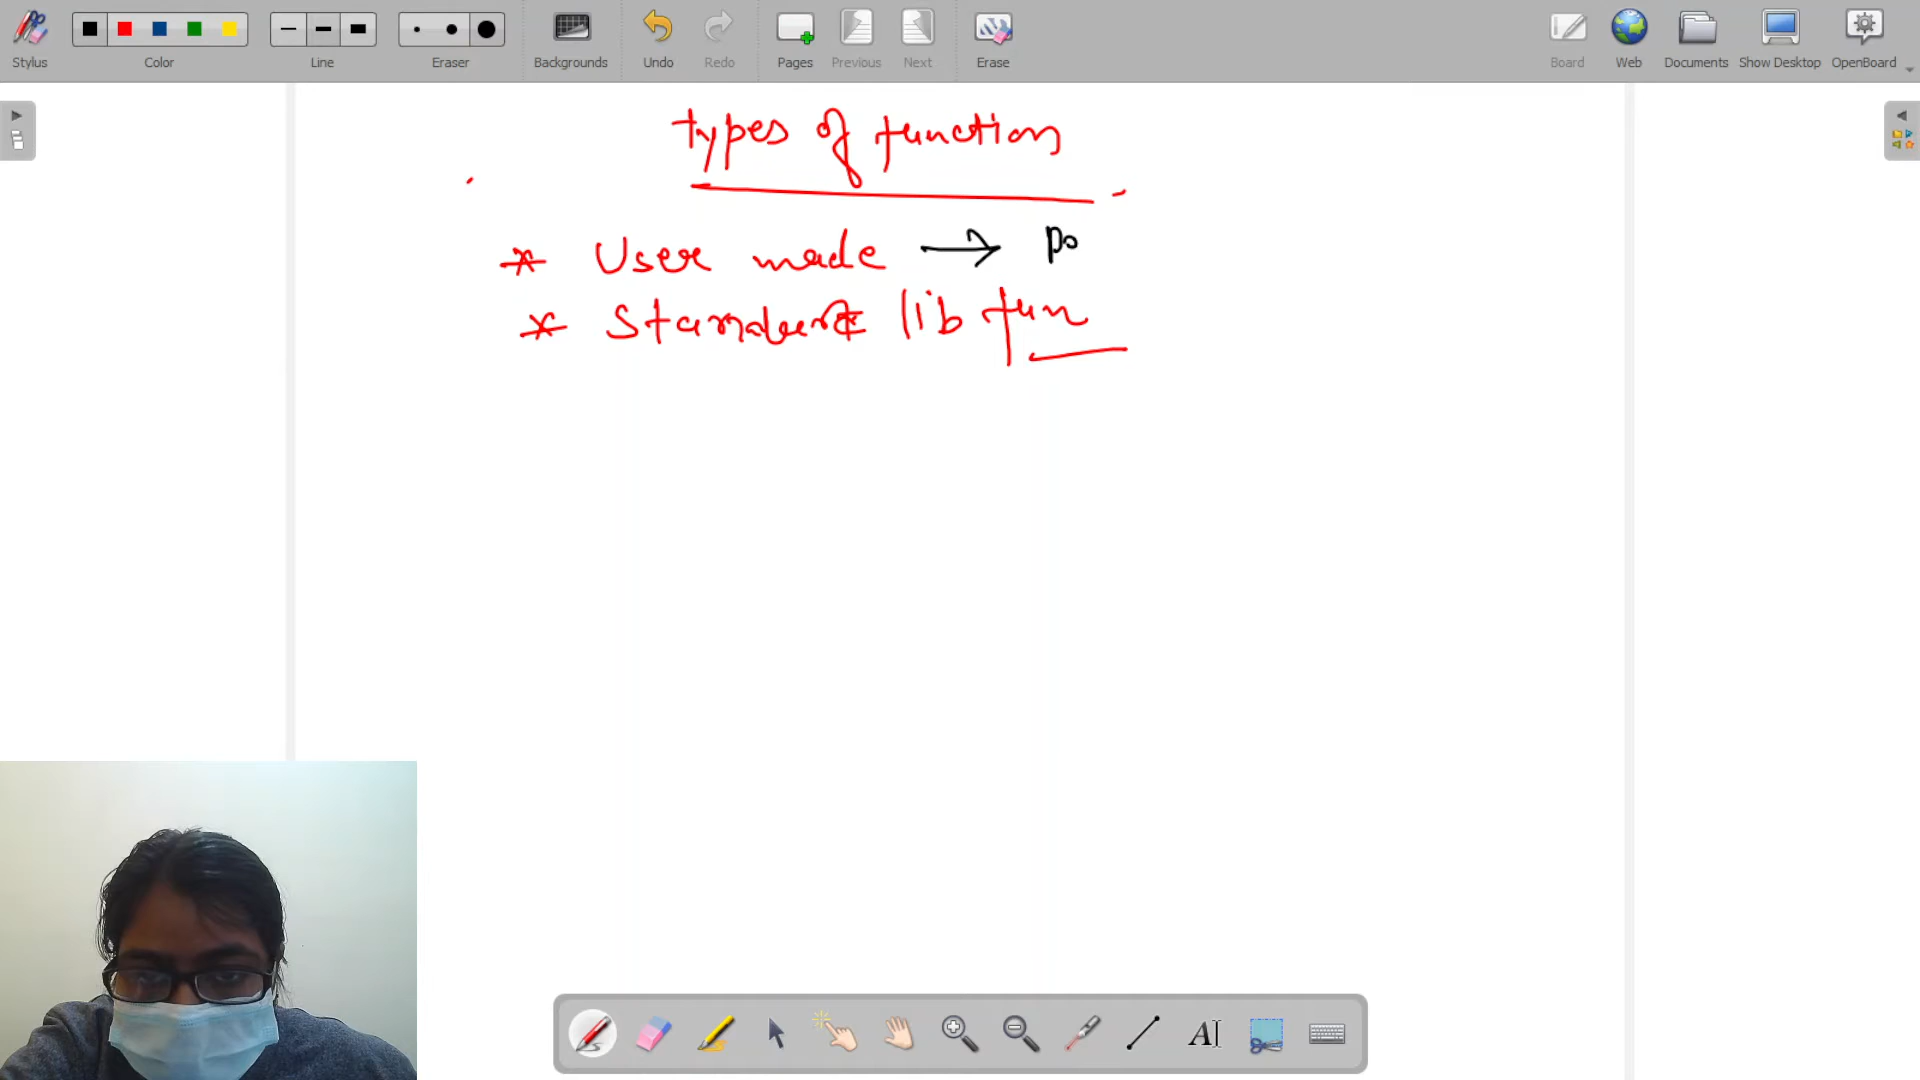 Stylus
Color
Line
Eraser
Backgrounds
Undo
Redo
Pages
Previous
Next
Erase
Board
Web
Documents
Show Desktop
OpenBoard
types of function
* User made → po
* Standard lib fun